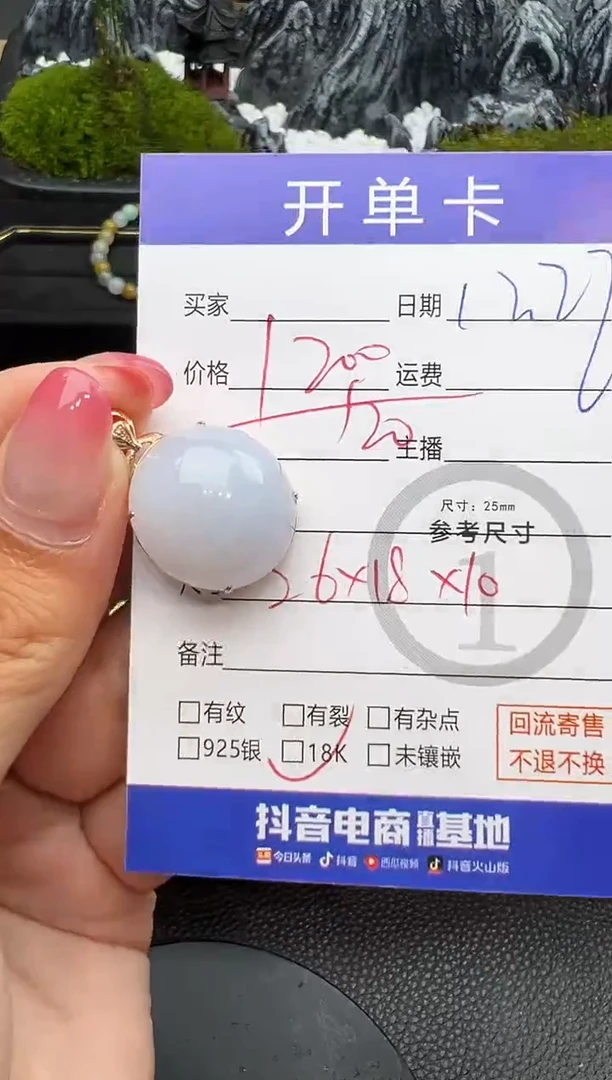 开单卡
买家 日期 1227
价格 1200 运费
+20 主播
尺寸：25mm
参考尺寸
1
26×18×10
备注
有纹 有裂 有杂点
925银 18K 未镶嵌
回流寄售
不退不换
抖音电商直播基地
今日头条 抖音 西瓜视频 抖音火山版